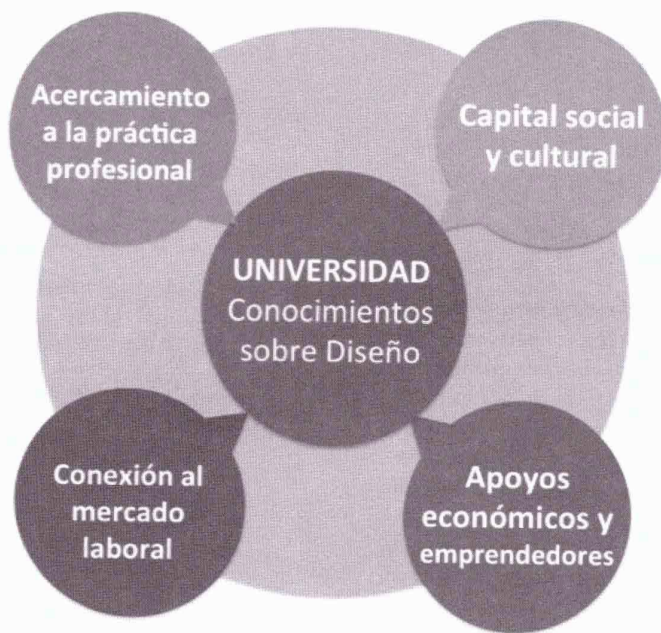 Acercamiento
a la práctica
profesional
Capital social
y cultural
UNIVERSIDAD
Conocimientos
sobre Diseño
Conexión al
mercado
laboral
Apoyos
económicos y
emprendedores